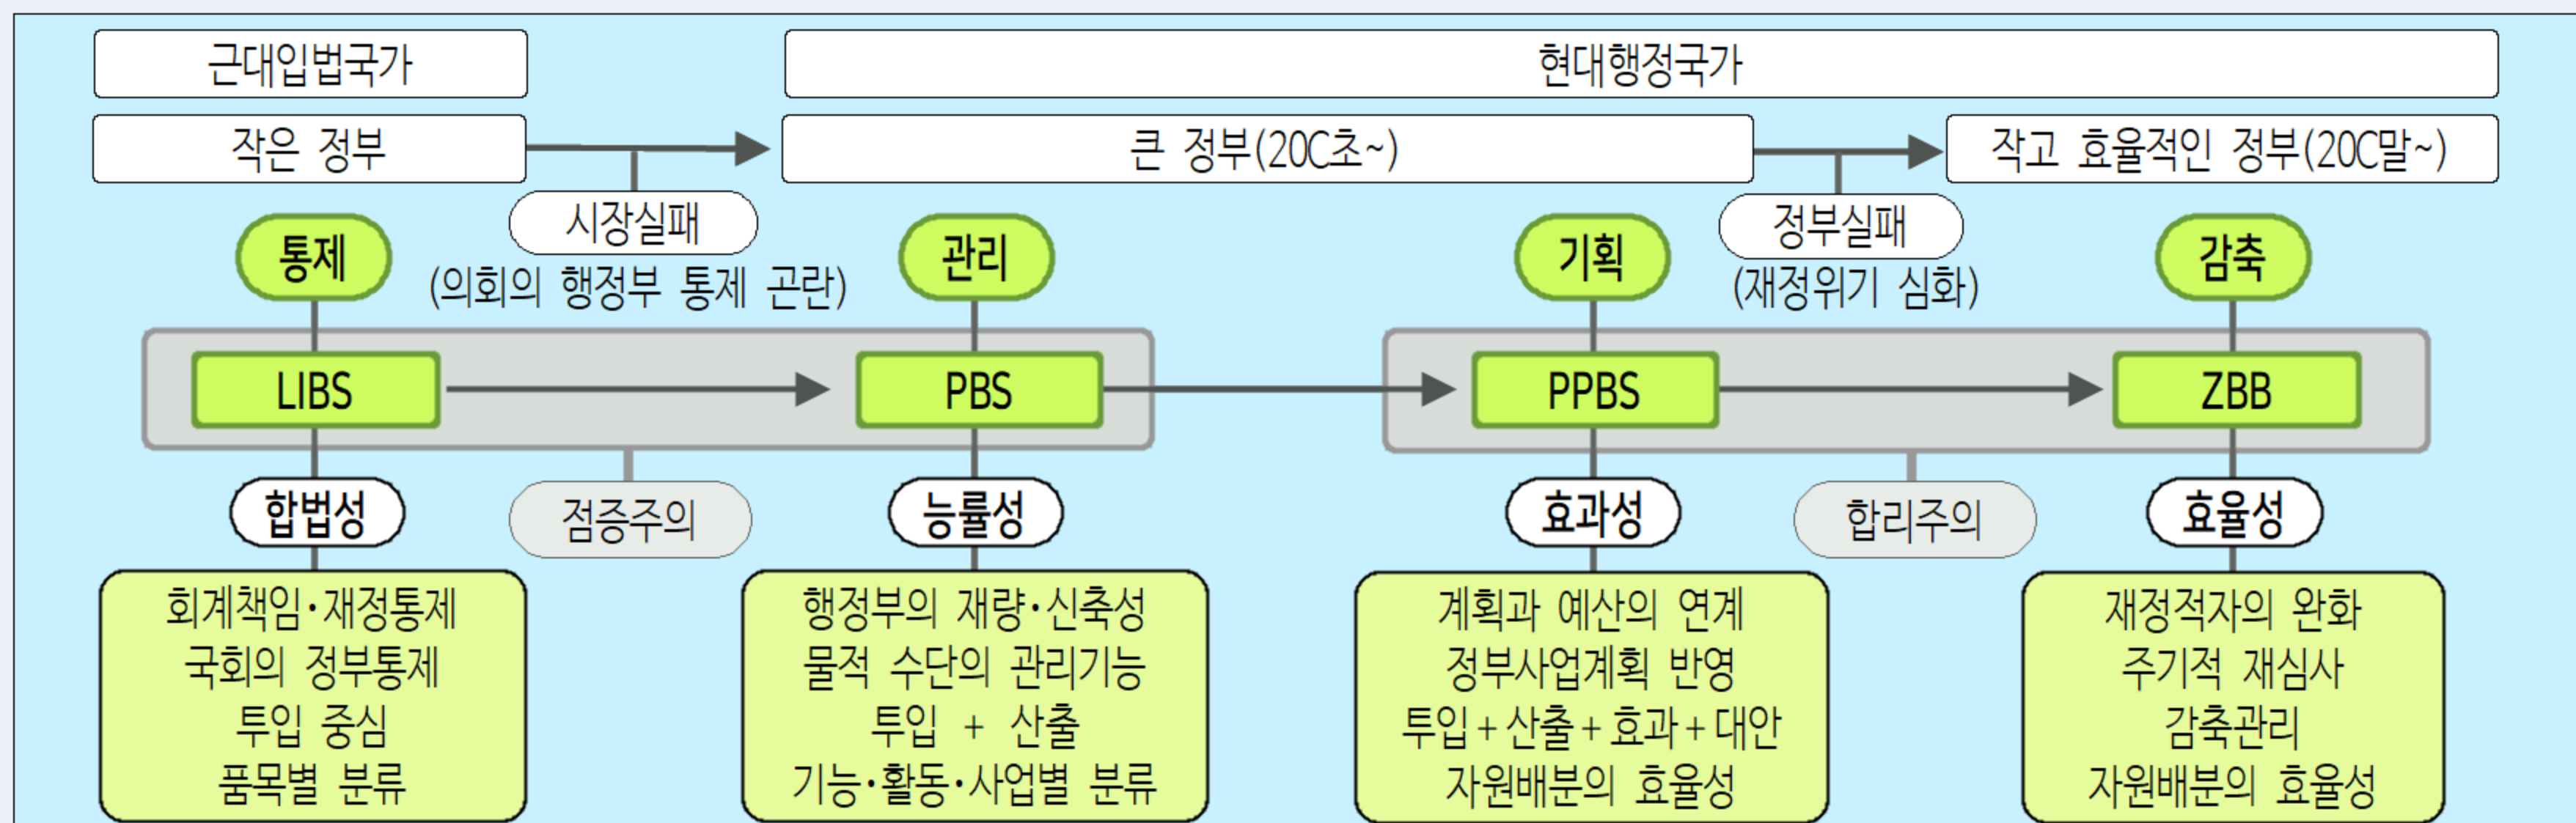 근대입법국가
현대행정국가
작은 정부
큰 정부(20C초~)
작고 효율적인 정부(20C말~)
시장실패
(의회의 행정부 통제 곤란)
정부실패
(재정위기 심화)
통제
관리
기획
감축
LIBS
PBS
PPBS
ZBB
합법성
점증주의
능률성
효과성
합리주의
효율성
회계책임·재정통제
국회의 정부통제
투입 중심
품목별 분류
행정부의 재량·신축성
물적 수단의 관리기능
투입 + 산출
기능·활동·사업별 분류
계획과 예산의 연계
정부사업계획 반영
투입+산출+효과+대안
자원배분의 효율성
재정적자의 완화
주기적 재심사
감축관리
자원배분의 효율성